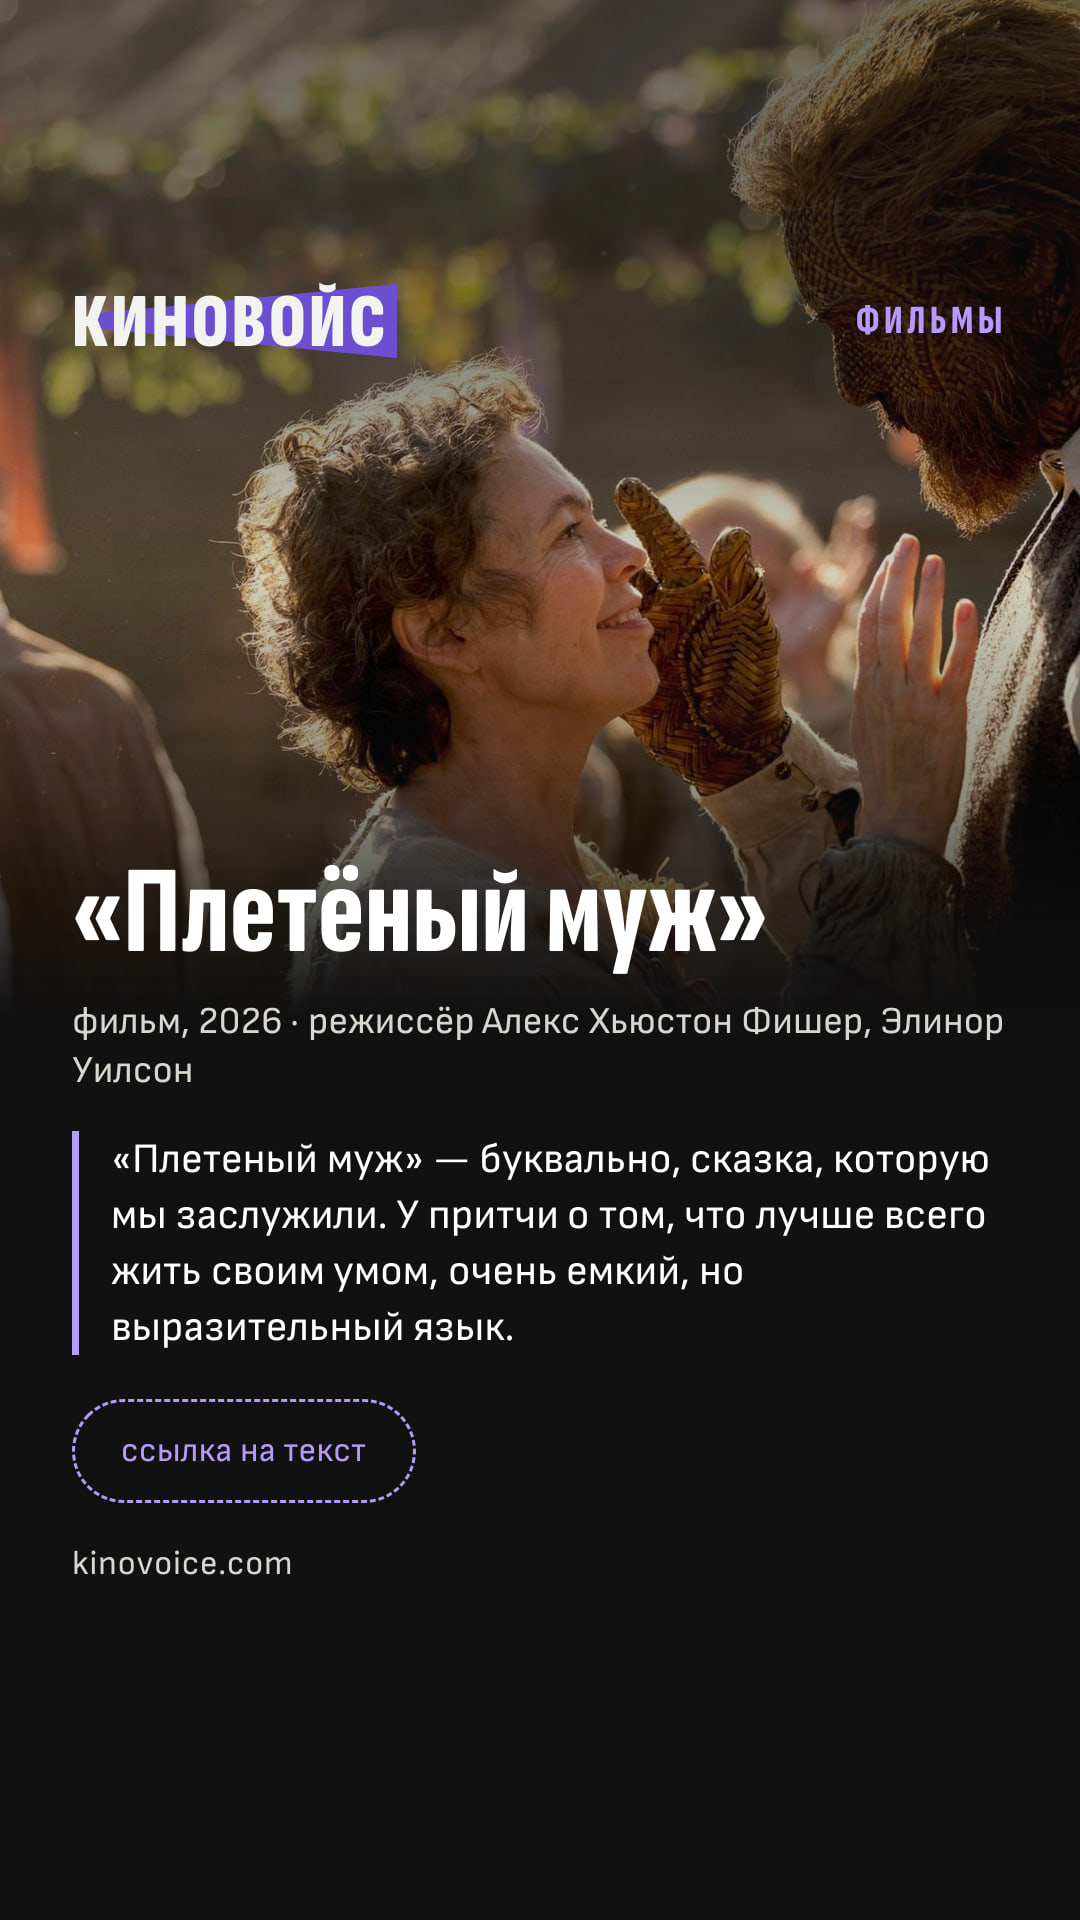 КИНОВОЙС
ФИЛЬМЫ
«Плетёный муж»
фильм, 2026 · режиссёр Алекс Хьюстон Фишер, Элинор
Уилсон
«Плетеный муж» — буквально, сказка, которую
мы заслужили. У притчи о том, что лучше всего
жить своим умом, очень емкий, но
выразительный язык.
ссылка на текст
kinovoice.com